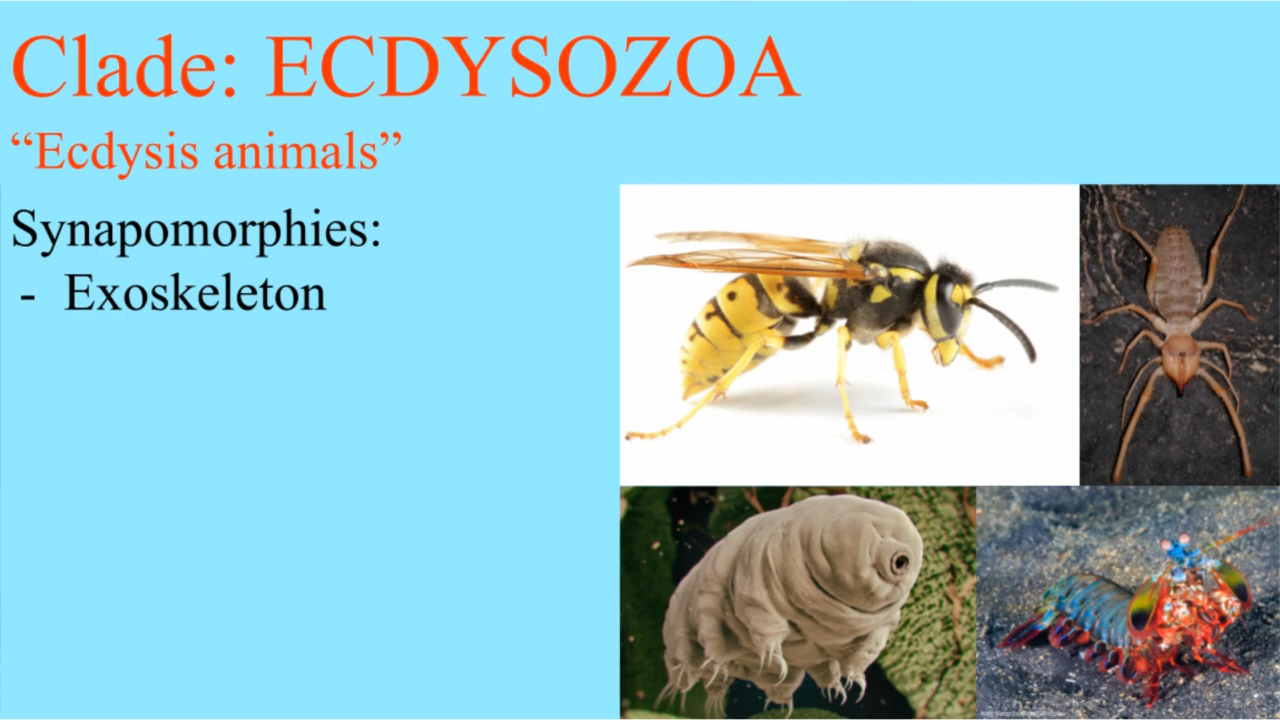 Clade: ECDYSOZOA
“Ecdysis animals”
Synapomorphies:
- Exoskeleton